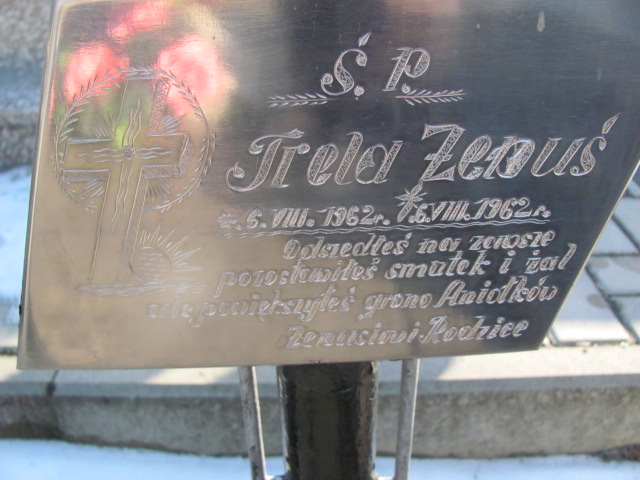 Ś. P.
Trela Zenuś
* 6. VIII. 1962 r. 6. VIII. 1962 r.
Odszedłeś na zawsze
pozostawiłeś smutek i żal
ale, powiększyłeś grono Aniołków
Zenusiowi - Rodzice